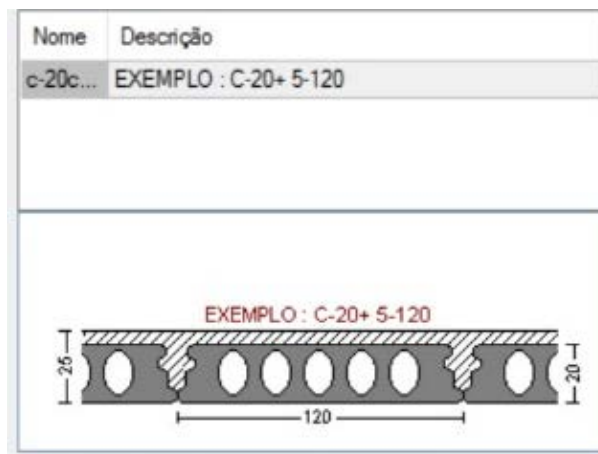 Nome Descrição
c-20c... EXEMPLO : C-20+ 5-120
EXEMPLO : C-20+ 5-120
25
20
120